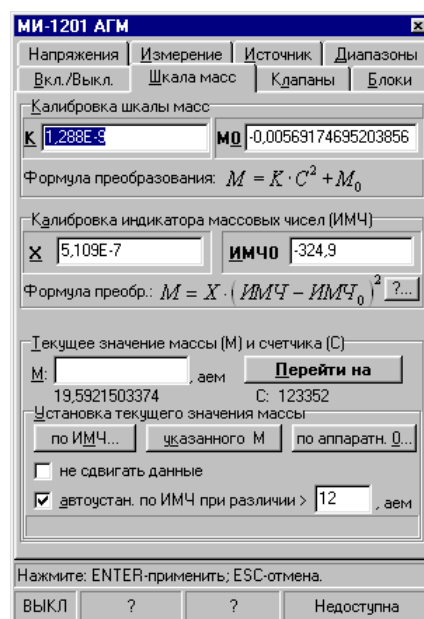 МИ-1201 АГМ
Напряжения Измерение Источник Диапазоны
Вкл./Выкл. Шкала масс Клапаны Блоки
Калибровка шкалы масс
K 1,288E-9 M0 -0,00569174695203856
Формула преобразования: M = K · C² + M₀
Калибровка индикатора массовых чисел (ИМЧ)
X 5,109E-7 ИМЧ0 -324,9
Формула преобр.: M = X · (ИМЧ − ИМЧ₀)² ?...
Текущее значение массы (M) и счетчика (C)
M: , аем Перейти на
19,5921503374 C: 123352
Установка текущего значения массы
по ИМЧ... указанного M по аппаратн. 0...
не сдвигать данные
автоустан. по ИМЧ при различии > 12 , аем
Нажмите: ENTER-применить; ESC-отмена.
ВЫКЛ ? ? Недоступна